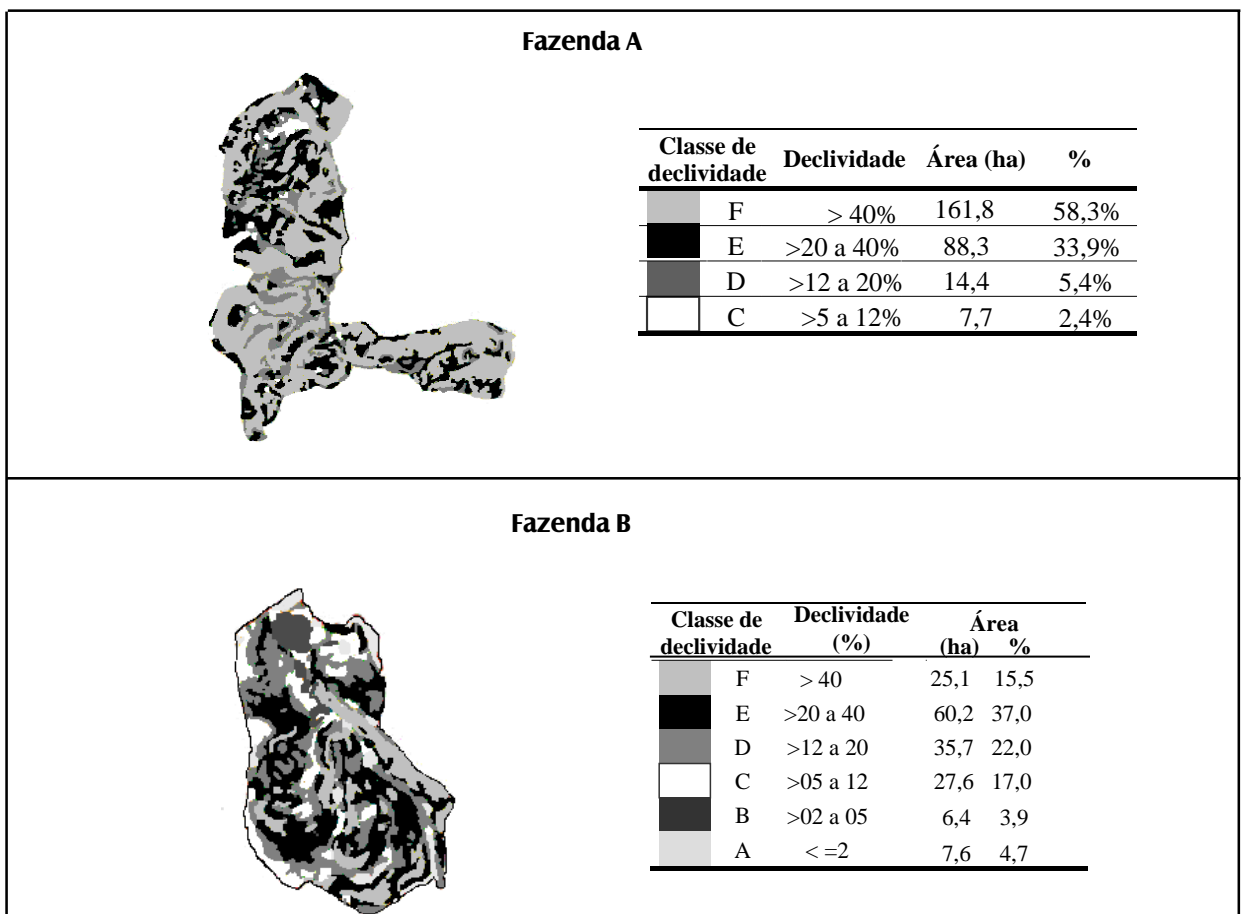 Fazenda A
Classe de declividade Declividade Área (ha) %
F > 40% 161,8 58,3%
E >20 a 40% 88,3 33,9%
D >12 a 20% 14,4 5,4%
C >5 a 12% 7,7 2,4%
Fazenda B
Classe de declividade Declividade (%) Área
(ha) %
F > 40 25,1 15,5
E >20 a 40 60,2 37,0
D >12 a 20 35,7 22,0
C >05 a 12 27,6 17,0
B >02 a 05 6,4 3,9
A < =2 7,6 4,7